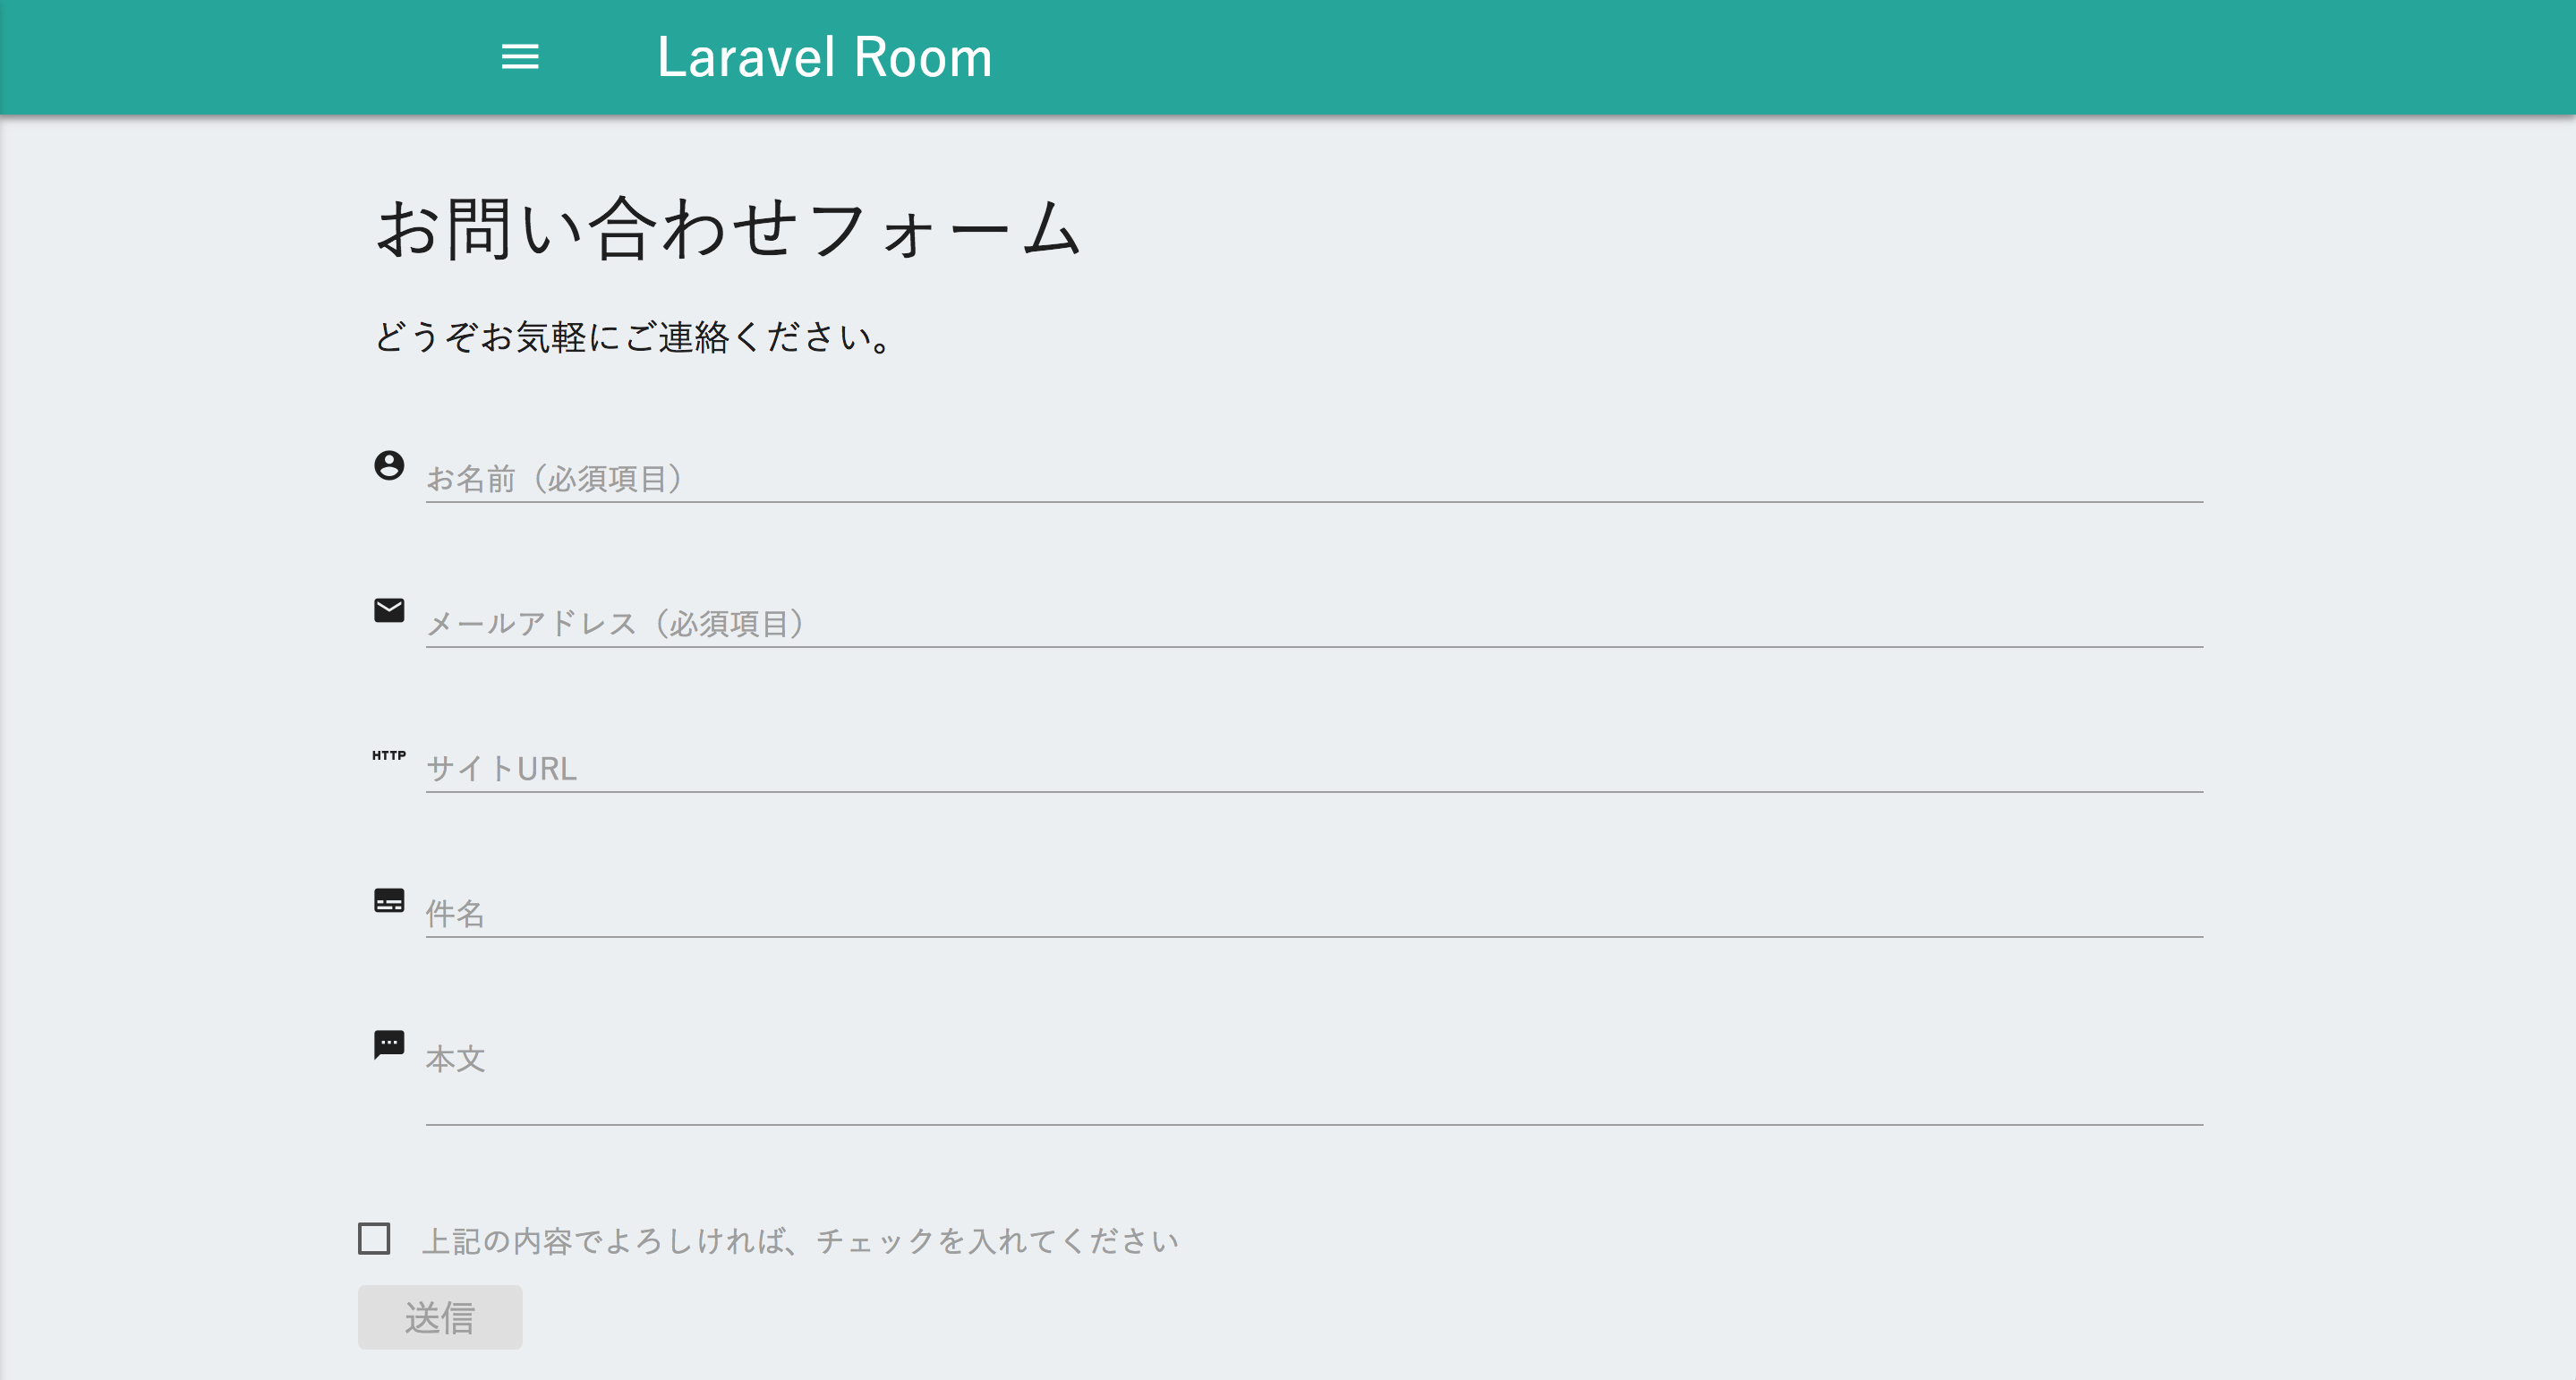 Laravel Room
お問い合わせフォーム
どうぞお気軽にご連絡ください。
お名前（必須項目）
メールアドレス（必須項目）
HTTP
サイトURL
件名
本文
上記の内容でよろしければ、チェックを入れてください
送信